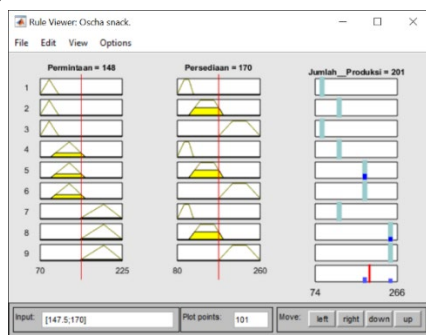 Rule Viewer: Oscha snack.
File Edit View Options
Permintaan = 148 Persediaan = 170 Jumlah__Produksi = 201
1
2
3
4
5
6
7
8
9
70 225 80 260
74 266
Input: [147.5;170] Plot points: 101 Move: left right down up